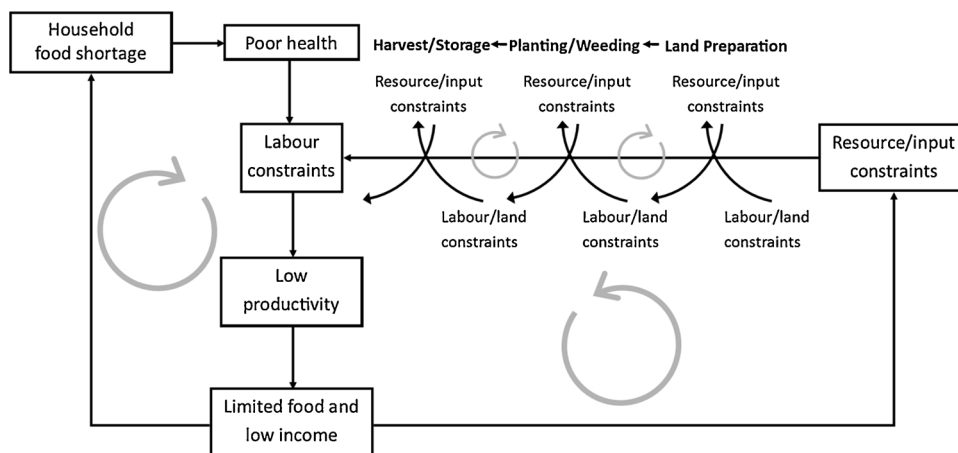 Household
food shortage
Poor health
Harvest/Storage
Planting/Weeding
Land Preparation
Resource/input
constraints
Resource/input
constraints
Resource/input
constraints
Labour
constraints
Resource/input
constraints
Labour/land
constraints
Labour/land
constraints
Labour/land
constraints
Low
productivity
Limited food and
low income